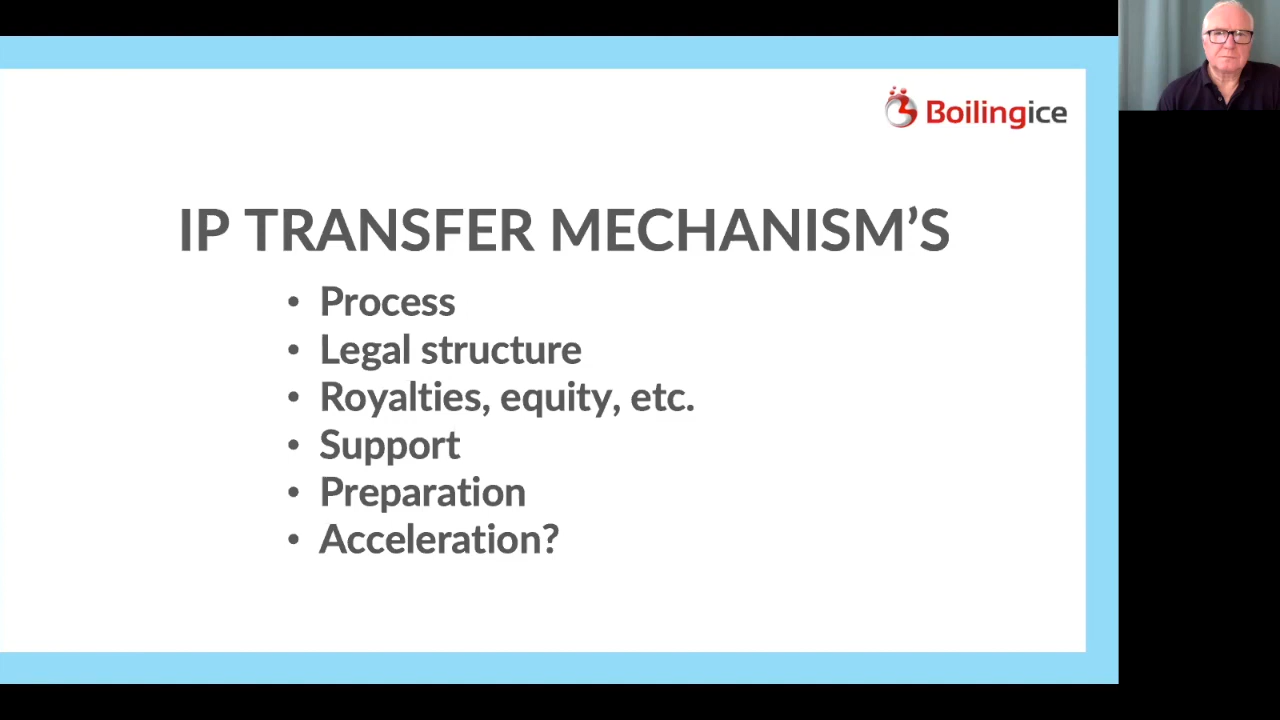 Boilingice
IP TRANSFER MECHANISM’S
• Process
• Legal structure
• Royalties, equity, etc.
• Support
• Preparation
• Acceleration?